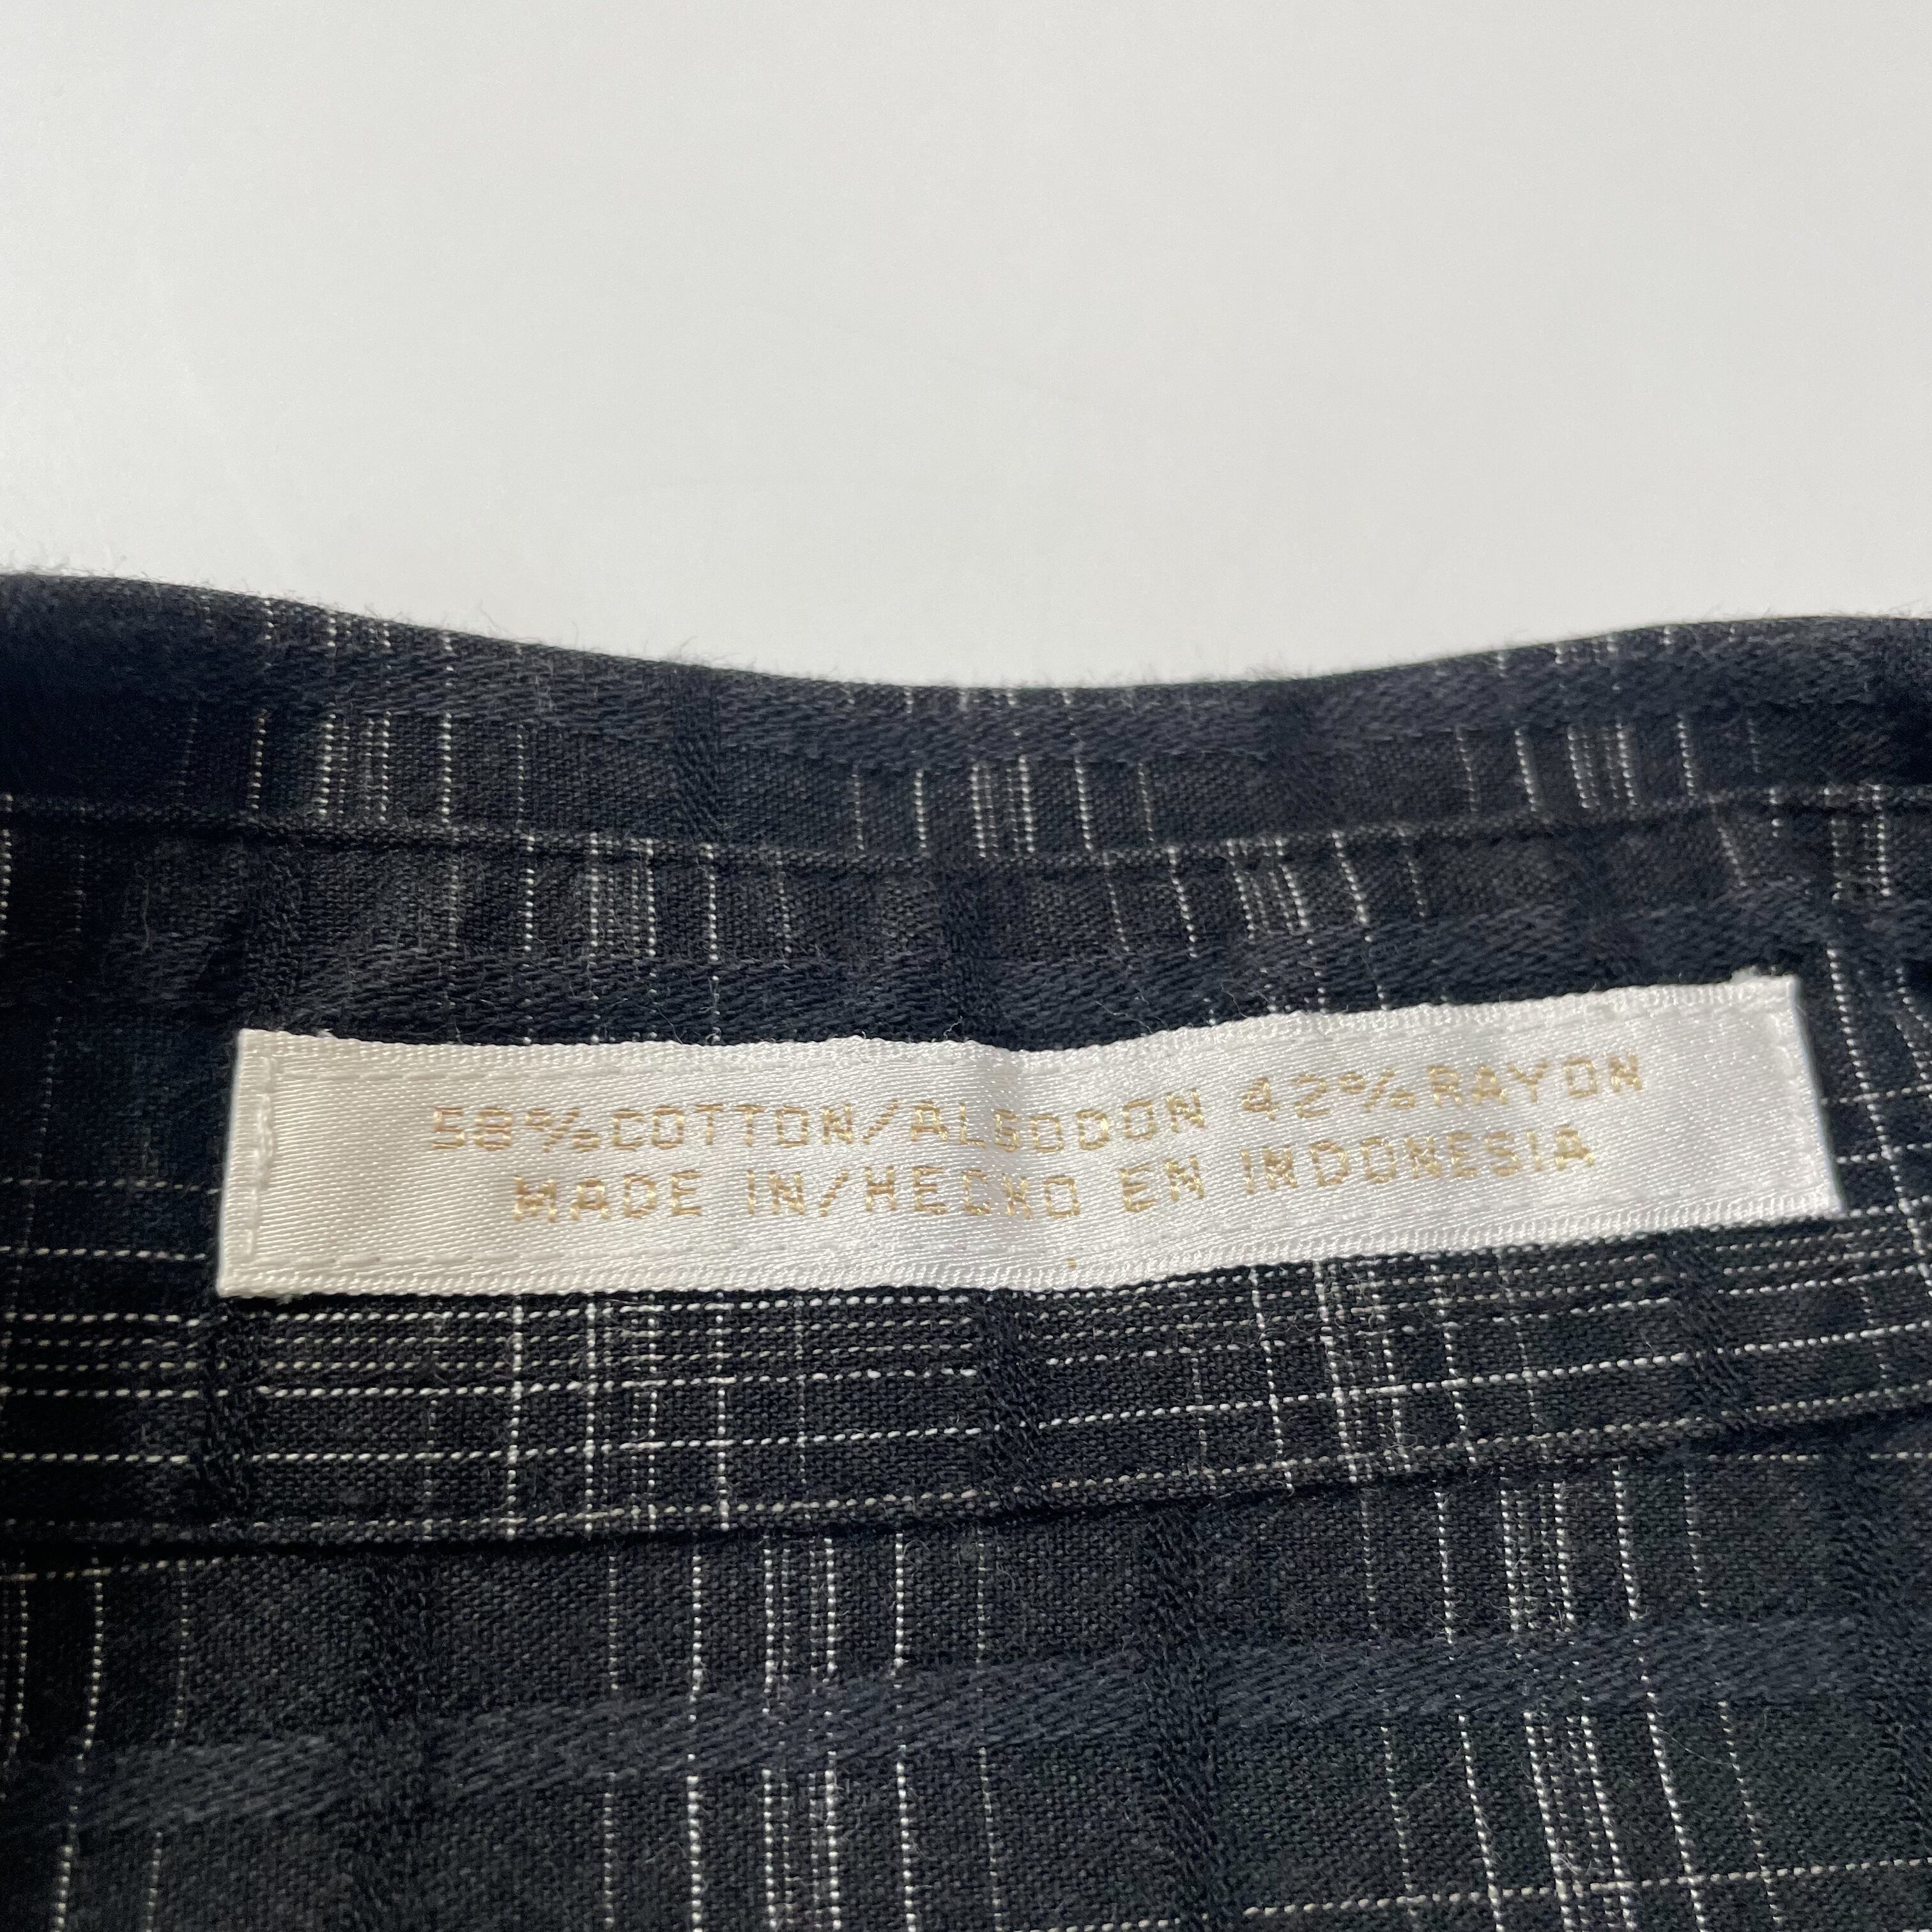 58%COTTON/ALGODON 42%RAYON
MADE IN/HECHO EN INDONESIA